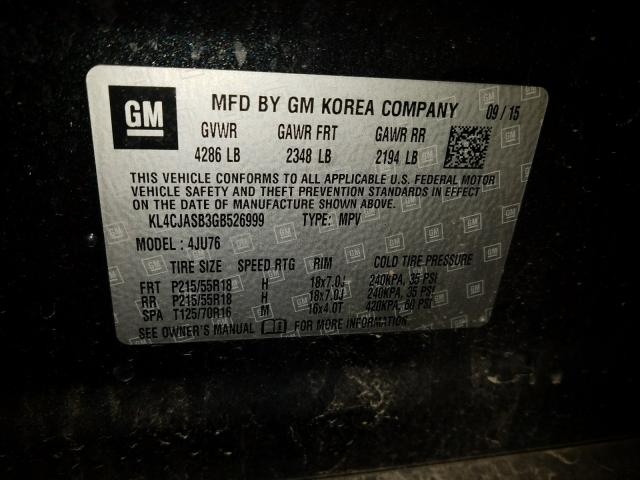 GM MFD BY GM KOREA COMPANY 09 / 15
GVWR GAWR FRT GAWR RR
4286 LB 2348 LB 2194 LB
THIS VEHICLE CONFORMS TO ALL APPLICABLE U.S. FEDERAL MOTOR
VEHICLE SAFETY AND THEFT PREVENTION STANDARDS IN EFFECT
ON THE DATE OF MANUFACTURE SHOWN ABOVE.
KL4CJASB3GB526999 TYPE: MPV
MODEL : 4JU76
TIRE SIZE SPEED RTG RIM COLD TIRE PRESSURE
FRT P215/55R18 H 18x7.0J 240KPA, 35 PSI
RR P215/55R18 H 18x7.0J 240KPA, 35 PSI
SPA T125/70R16 M 16x4.0T 420KPA, 60 PSI
SEE OWNER'S MANUAL FOR MORE INFORMATION.